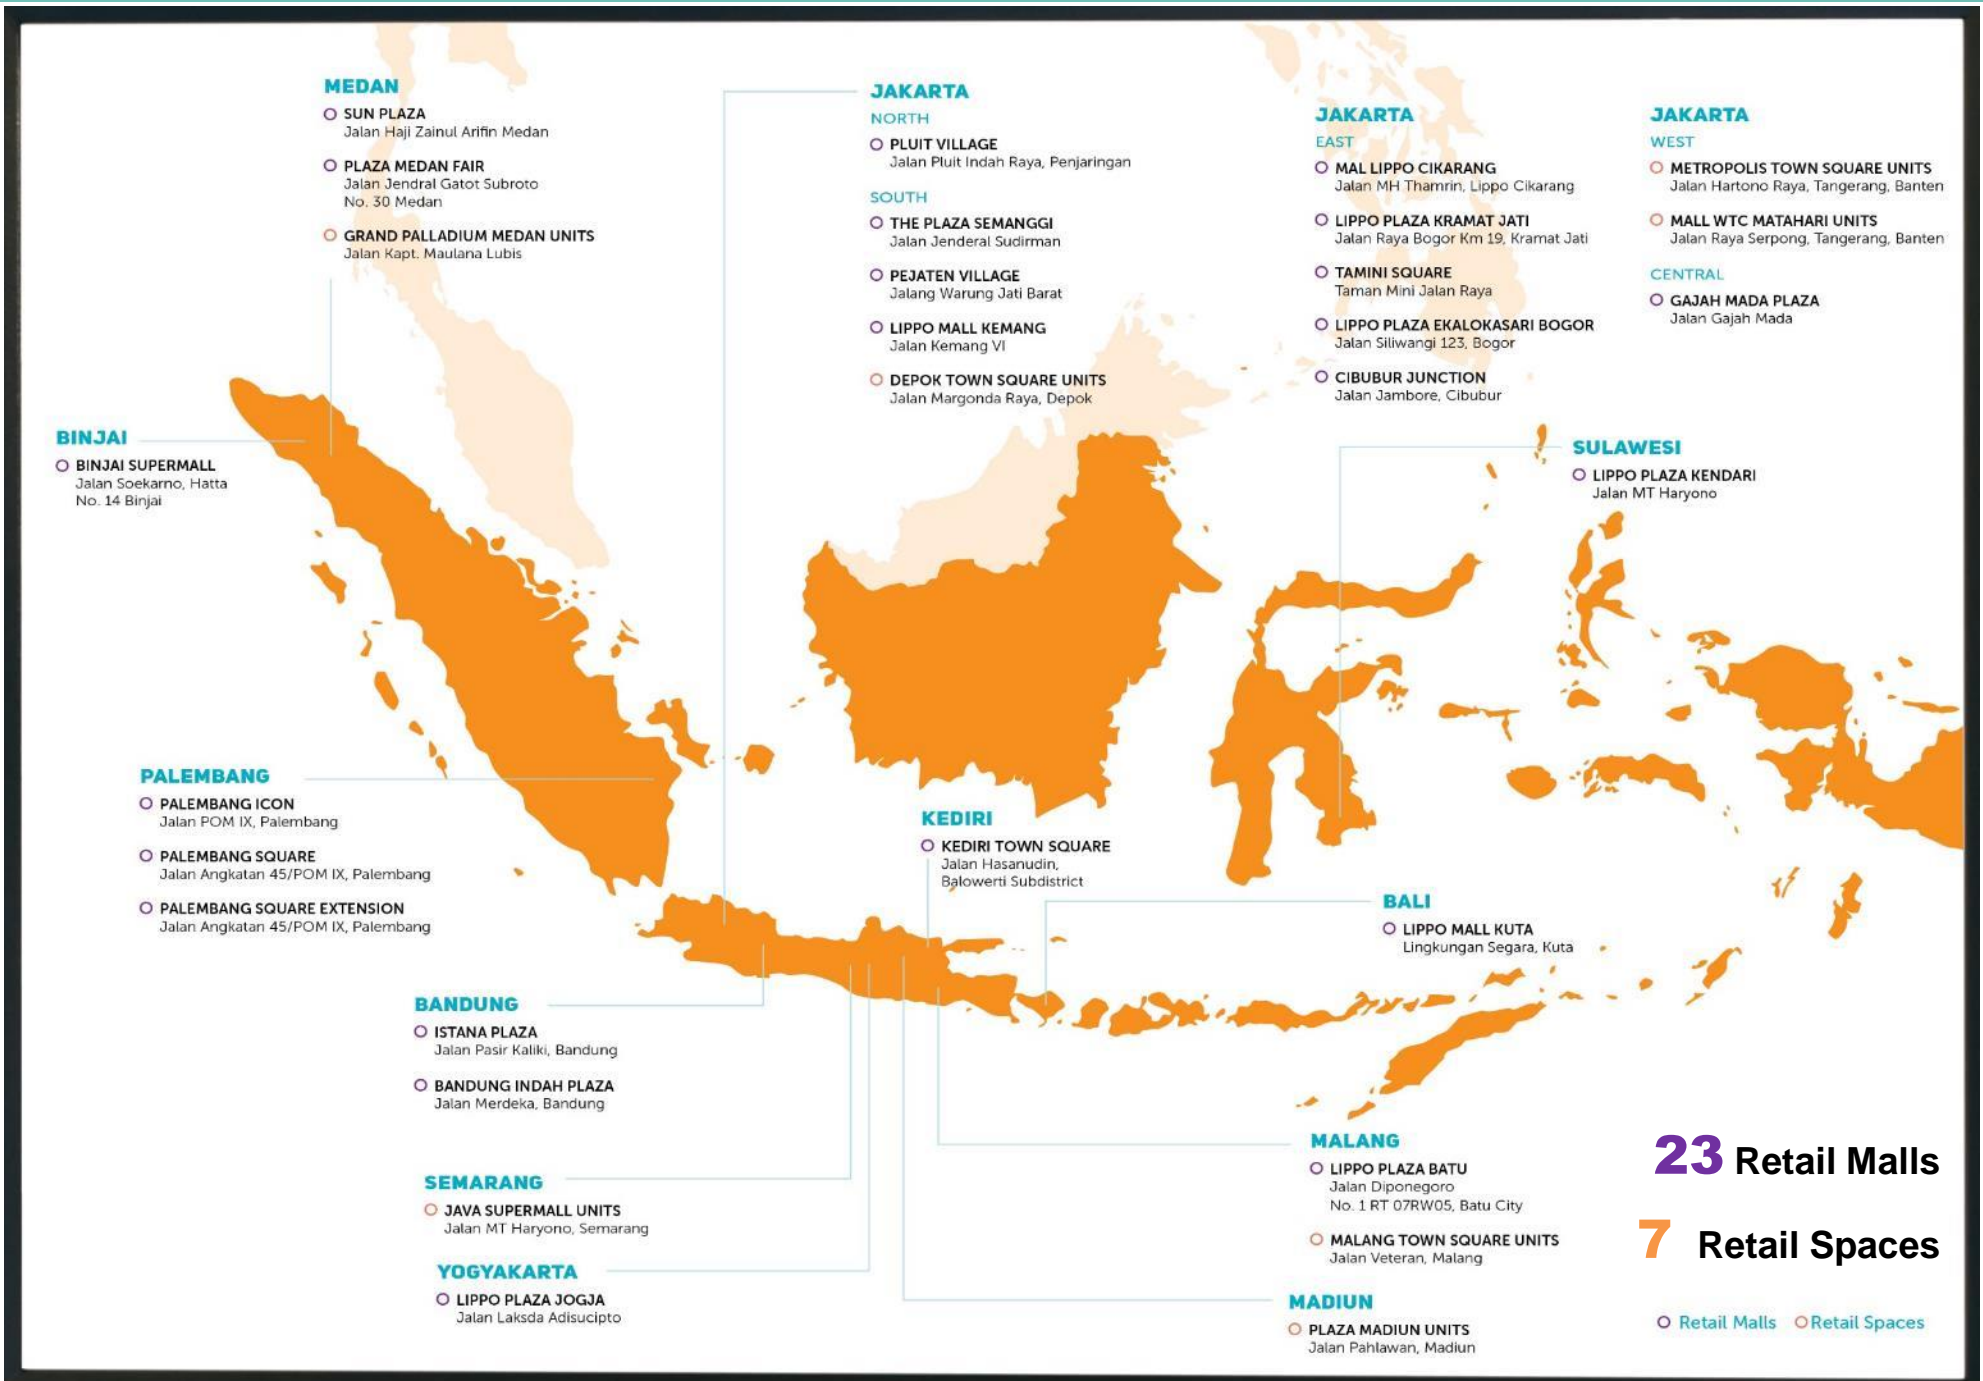 MEDAN
SUN PLAZA
Jalan Haji Zainul Arifin Medan
PLAZA MEDAN FAIR
Jalan Jendral Gatot Subroto
No. 30 Medan
GRAND PALLADIUM MEDAN UNITS
Jalan Kapt. Maulana Lubis
JAKARTA
NORTH
PLUIT VILLAGE
Jalan Pluit Indah Raya, Penjaringan
SOUTH
THE PLAZA SEMANGGI
Jalan Jenderal Sudirman
PEJATEN VILLAGE
Jalang Warung Jati Barat
LIPPO MALL KEMANG
Jalan Kemang VI
DEPOK TOWN SQUARE UNITS
Jalan Margonda Raya, Depok
JAKARTA
EAST
MAL LIPPO CIKARANG
Jalan MH Thamrin, Lippo Cikarang
LIPPO PLAZA KRAMAT JATI
Jalan Raya Bogor Km 19, Kramat Jati
TAMINI SQUARE
Taman Mini Jalan Raya
LIPPO PLAZA EKALOKASARI BOGOR
Jalan Siliwangi 123, Bogor
CIBUBUR JUNCTION
Jalan Jambore, Cibubur
JAKARTA
WEST
METROPOLIS TOWN SQUARE UNITS
Jalan Hartono Raya, Tangerang, Banten
MALL WTC MATAHARI UNITS
Jalan Raya Serpong, Tangerang, Banten
CENTRAL
GAJAH MADA PLAZA
Jalan Gajah Mada
BINJAI
BINJAI SUPERMALL
Jalan Soekarno, Hatta
No. 14 Binjai
SULAWESI
LIPPO PLAZA KENDARI
Jalan MT Haryono
PALEMBANG
PALEMBANG ICON
Jalan POM IX, Palembang
PALEMBANG SQUARE
Jalan Angkatan 45/POM IX, Palembang
PALEMBANG SQUARE EXTENSION
Jalan Angkatan 45/POM IX, Palembang
KEDIRI
KEDIRI TOWN SQUARE
Jalan Hasanudin,
Balowerti Subdistrict
BALI
LIPPO MALL KUTA
Lingkungan Segara, Kuta
BANDUNG
ISTANA PLAZA
Jalan Pasir Kaliki, Bandung
BANDUNG INDAH PLAZA
Jalan Merdeka, Bandung
SEMARANG
JAVA SUPERMALL UNITS
Jalan MT Haryono, Semarang
YOGYAKARTA
LIPPO PLAZA JOGJA
Jalan Laksda Adisucipto
MALANG
LIPPO PLAZA BATU
Jalan Diponegoro
No. 1 RT 07RW05, Batu City
MALANG TOWN SQUARE UNITS
Jalan Veteran, Malang
MADIUN
PLAZA MADIUN UNITS
Jalan Pahlawan, Madiun
23 Retail Malls
7 Retail Spaces
Retail Malls Retail Spaces